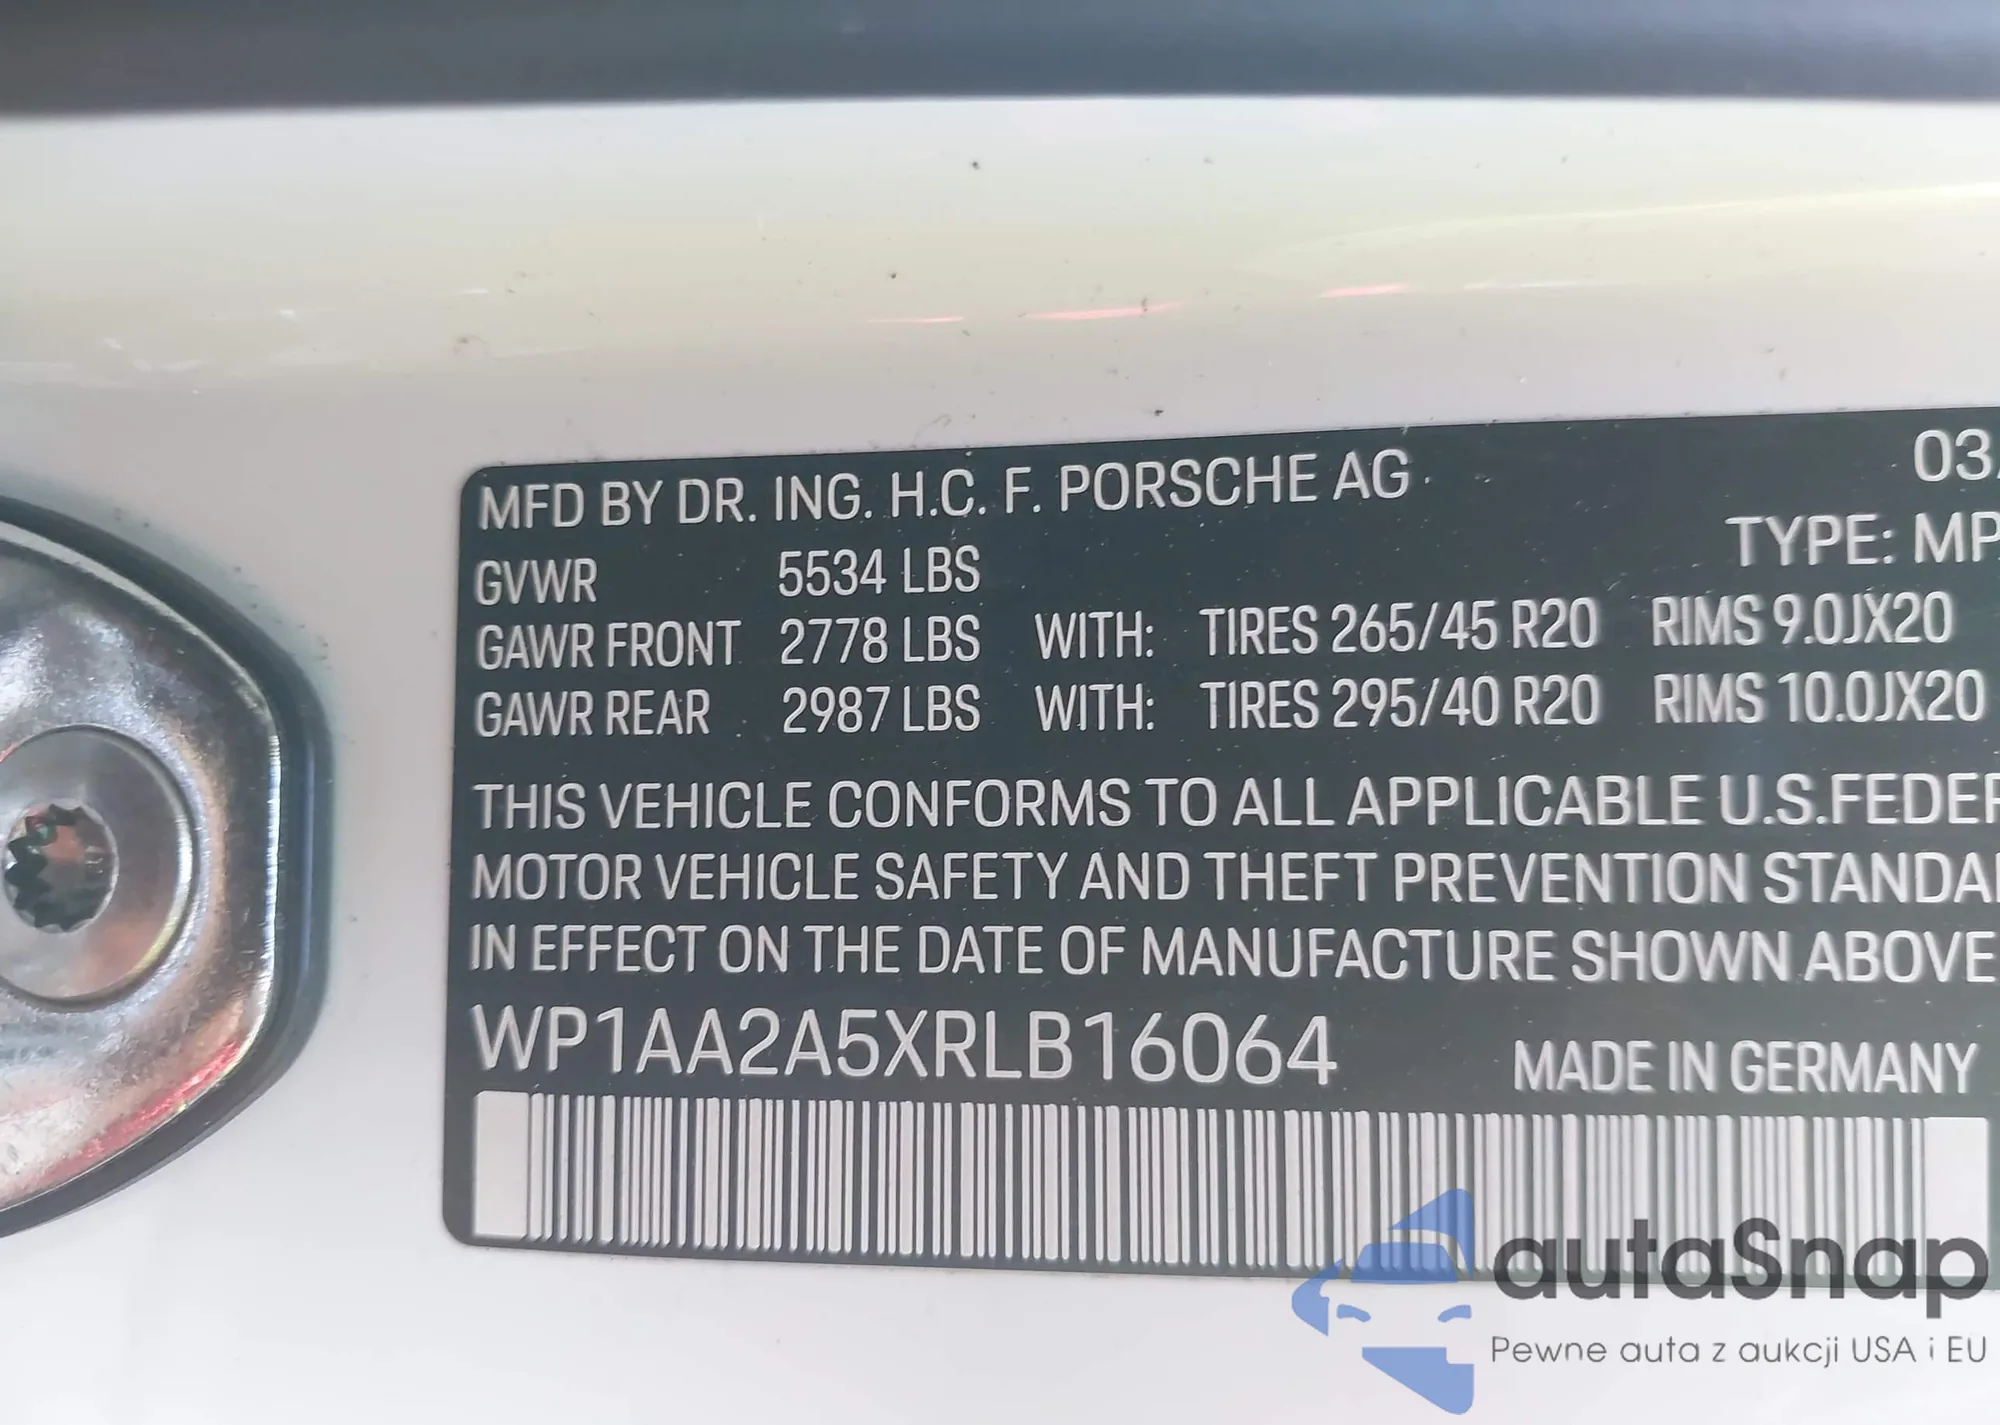 MFD BY DR. ING. H.C. F. PORSCHE AG 03/
TYPE: MP
GVWR 5534 LBS
GAWR FRONT 2778 LBS WITH: TIRES 265/45 R20 RIMS 9.0JX20
GAWR REAR 2987 LBS WITH: TIRES 295/40 R20 RIMS 10.0JX20
THIS VEHICLE CONFORMS TO ALL APPLICABLE U.S.FEDER
MOTOR VEHICLE SAFETY AND THEFT PREVENTION STANDAR
IN EFFECT ON THE DATE OF MANUFACTURE SHOWN ABOVE
WP1AA2A5XRLB16064
MADE IN GERMANY
autaSnap
Pewne auta z aukcji USA i EU